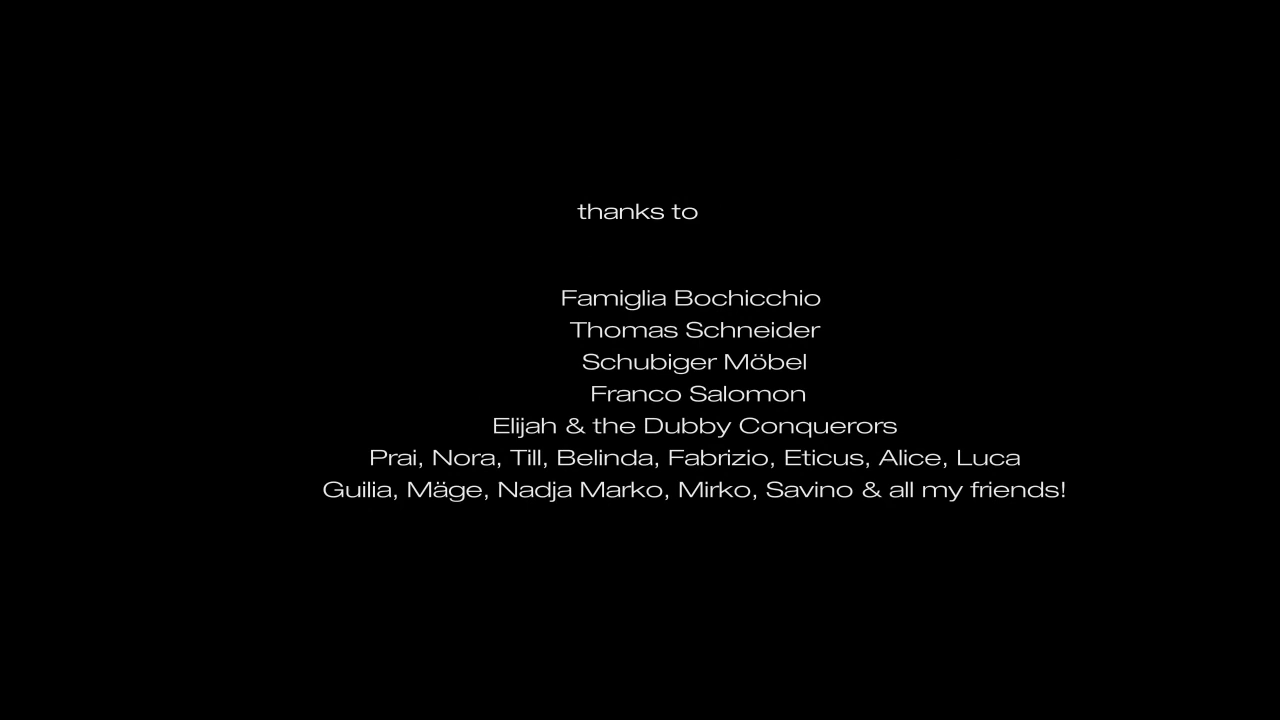 thanks to
Famiglia Bochicchio
Thomas Schneider
Schubiger Möbel
Franco Salomon
Elijah & the Dubby Conquerors
Prai, Nora, Till, Belinda, Fabrizio, Eticus, Alice, Luca
Guilia, Mäge, Nadja Marko, Mirko, Savino & all my friends!